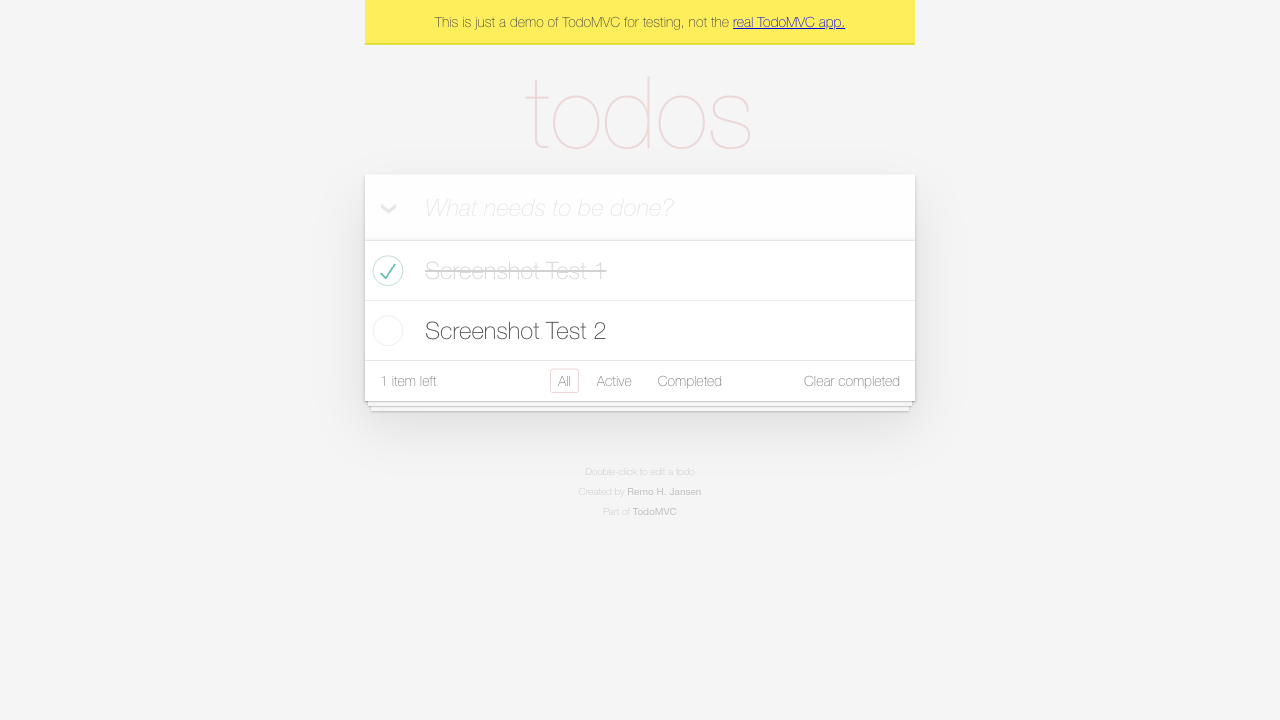 This is just a demo of TodoMVC for testing, not the real TodoMVC app.
todos
What needs to be done?
Screenshot Test 1
Screenshot Test 2
1 item left
All
Active
Completed
Clear completed
Double-click to edit a todo
Created by Remo H. Jansen
Part of TodoMVC